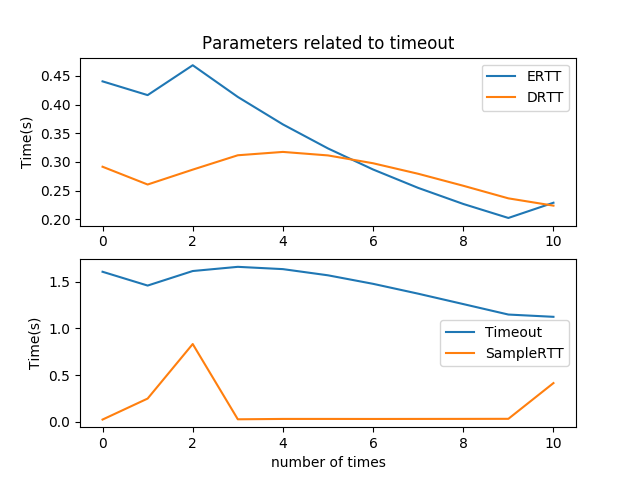 Parameters related to timeout
ERTT
DRTT
Time(s)
0.45
0.40
0.35
0.30
0.25
0.20
0 2 4 6 8 10
Timeout
SampleRTT
Time(s)
1.5
1.0
0.5
0.0
0 2 4 6 8 10
number of times